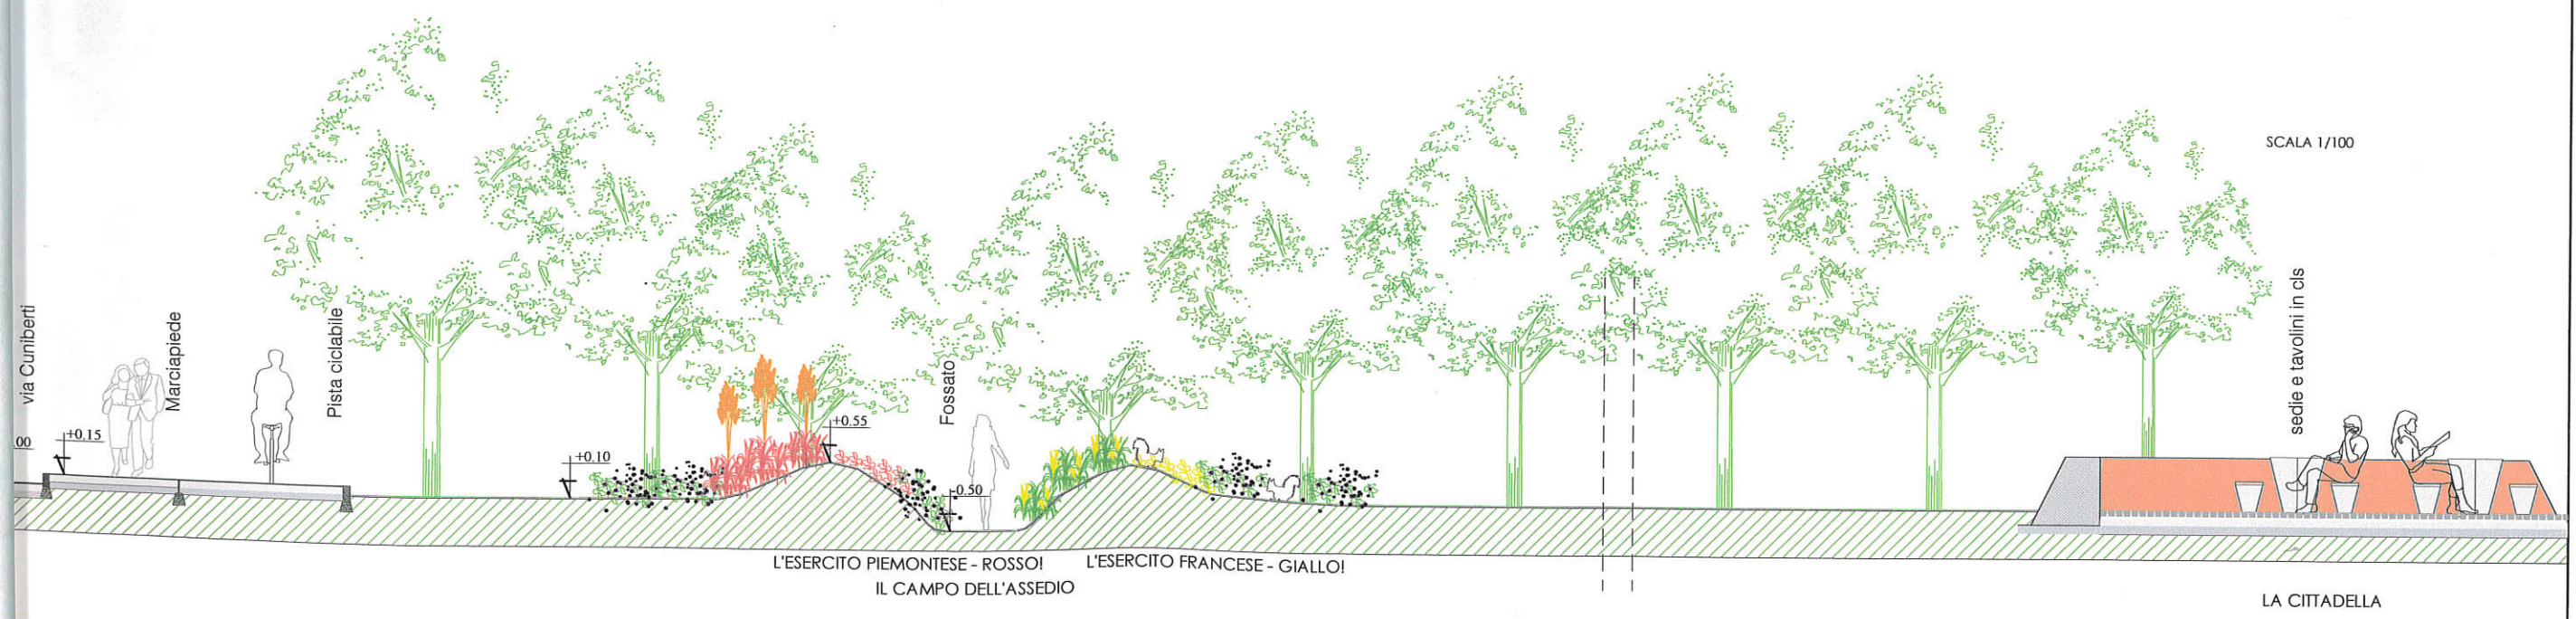 SCALA 1/100
via Cuniberti
Marciapiede
Pista ciclabile
Fossato
sedie e tavolini in cls
00
+0.15
+0.10
+0.55
-0.50
L'ESERCITO PIEMONTESE - ROSSO!
L'ESERCITO FRANCESE - GIALLO!
IL CAMPO DELL'ASSEDIO
LA CITTADELLA